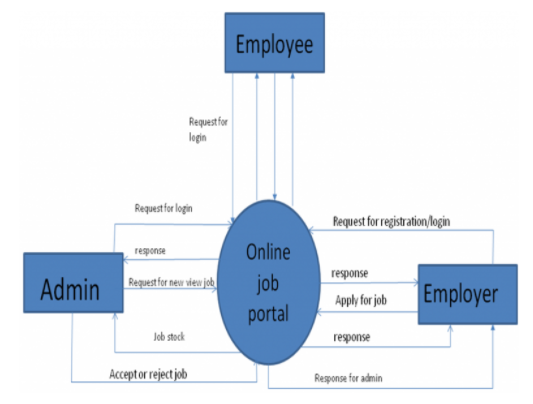 Employee
Request for
login
Request for login
Request for registration/login
response
Online
job
portal
response
Admin
Request for new view job
Employer
Apply for job
Job stock
response
Accept or reject job
Response for admin